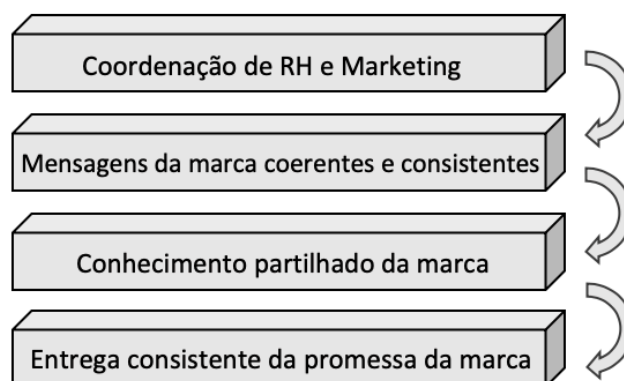 Coordenação de RH e Marketing
Mensagens da marca coerentes e consistentes
Conhecimento partilhado da marca
Entrega consistente da promessa da marca